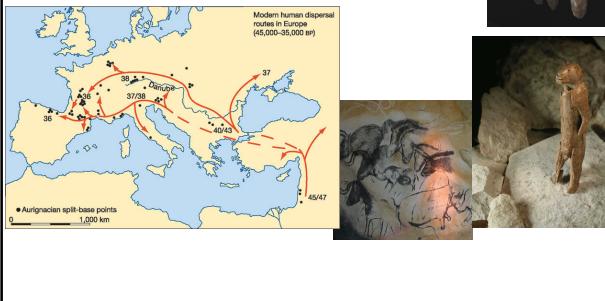 Modern human dispersal
routes in Europe
(45,000–35,000 BP)
37
38
Danube
36
37/38
36
40/43
45/47
• Aurignacian split-base points
0 1,000 km